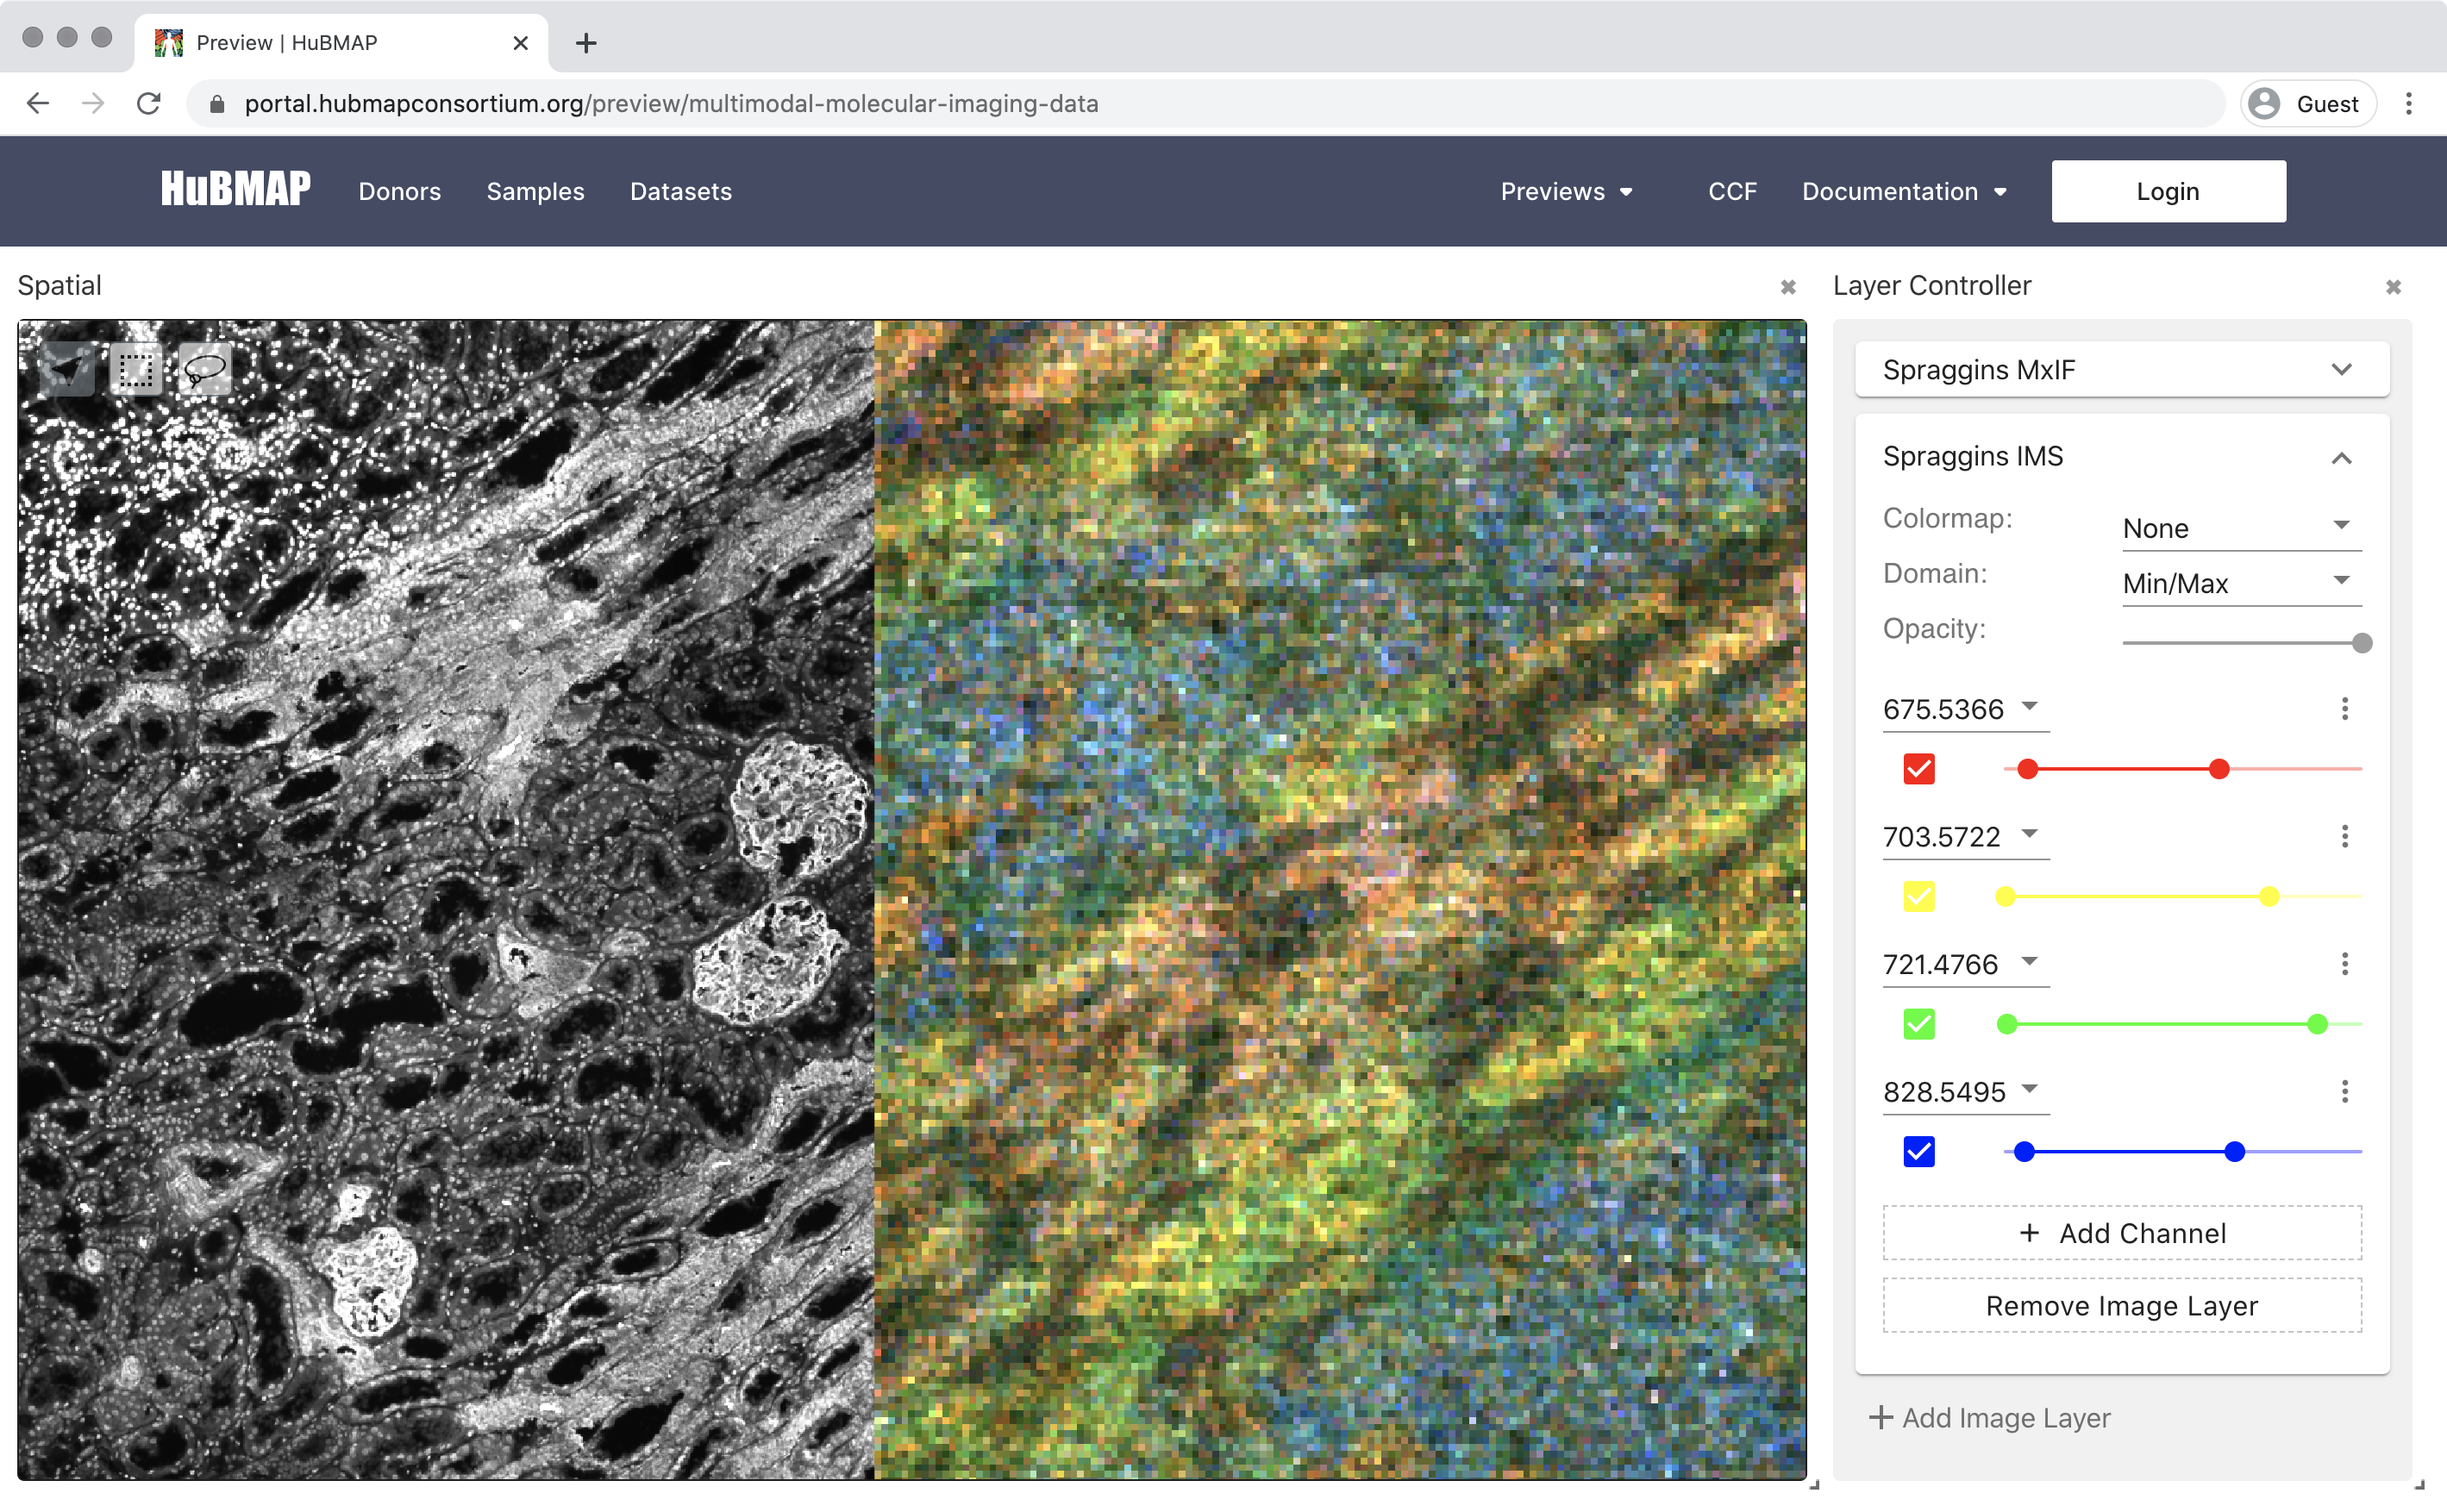 Preview | HuBMAP
portal.hubmapconsortium.org/preview/multimodal-molecular-imaging-data
Guest
HuBMAP Donors Samples Datasets Previews CCF Documentation Login
Spatial
Layer Controller
Spraggins MxIF
Spraggins IMS
Colormap: None
Domain: Min/Max
Opacity:
675.5366
703.5722
721.4766
828.5495
+ Add Channel
Remove Image Layer
+ Add Image Layer